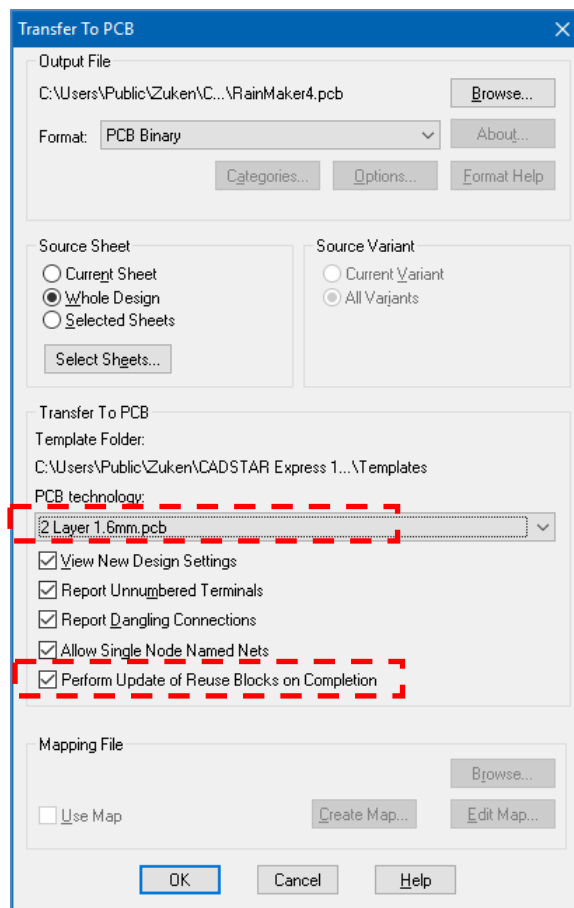 Transfer To PCB
Output File
C:\Users\Public\Zuken\C...\RainMaker4.pcb
Browse...
Format: PCB Binary
About...
Categories...
Options...
Format Help
Source Sheet
Current Sheet
Whole Design
Selected Sheets
Select Sheets...
Source Variant
Current Variant
All Variants
Transfer To PCB
Template Folder:
C:\Users\Public\Zuken\CADSTAR Express 1...\Templates
PCB technology:
2 Layer 1.6mm.pcb
View New Design Settings
Report Unnumbered Terminals
Report Dangling Connections
Allow Single Node Named Nets
Perform Update of Reuse Blocks on Completion
Mapping File
Browse...
Use Map
Create Map...
Edit Map...
OK
Cancel
Help